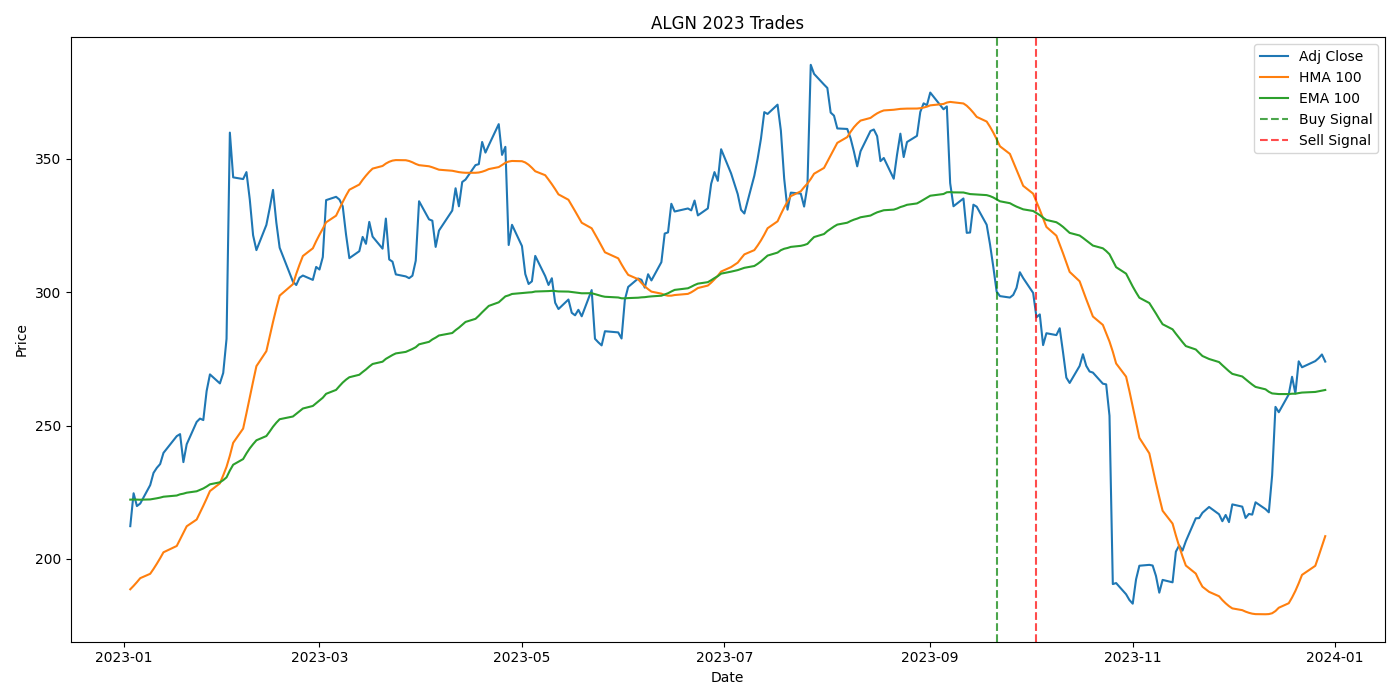 ALGN 2023 Trades
Adj Close
HMA 100
EMA 100
Buy Signal
Sell Signal
Price
350
300
250
200
2023-01
2023-03
2023-05
2023-07
2023-09
2023-11
2024-01
Date